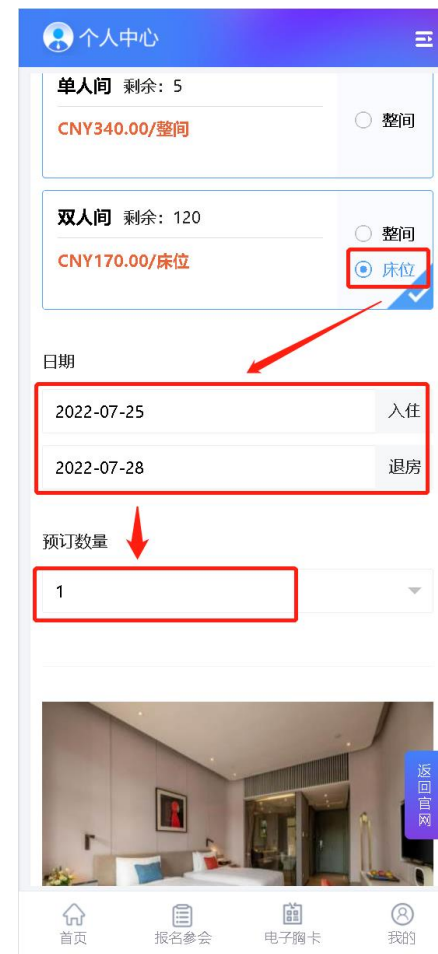 个人中心
单人间 剩余：5
CNY340.00/整间
整间
双人间 剩余：120
整间
CNY170.00/床位
床位
日期
2022-07-25 入住
2022-07-28 退房
预订数量
1
返回官网
首页 报名参会 电子胸卡 我的